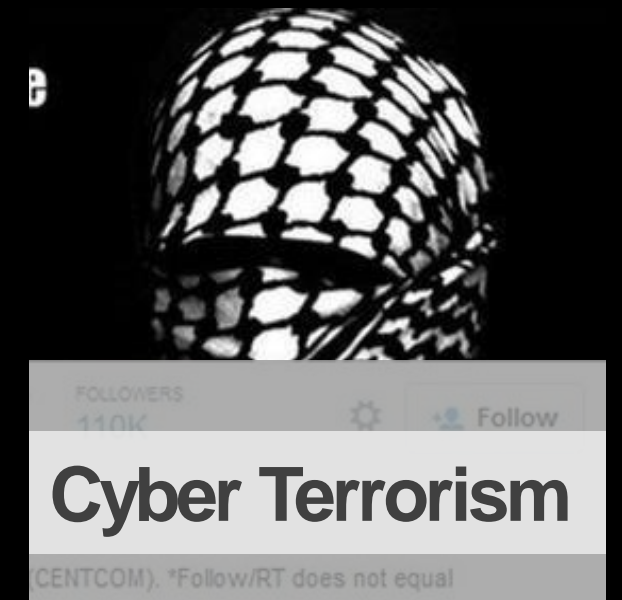 e
FOLLOWERS
110K
Follow
Cyber Terrorism
(CENTCOM). *Follow/RT does not equal